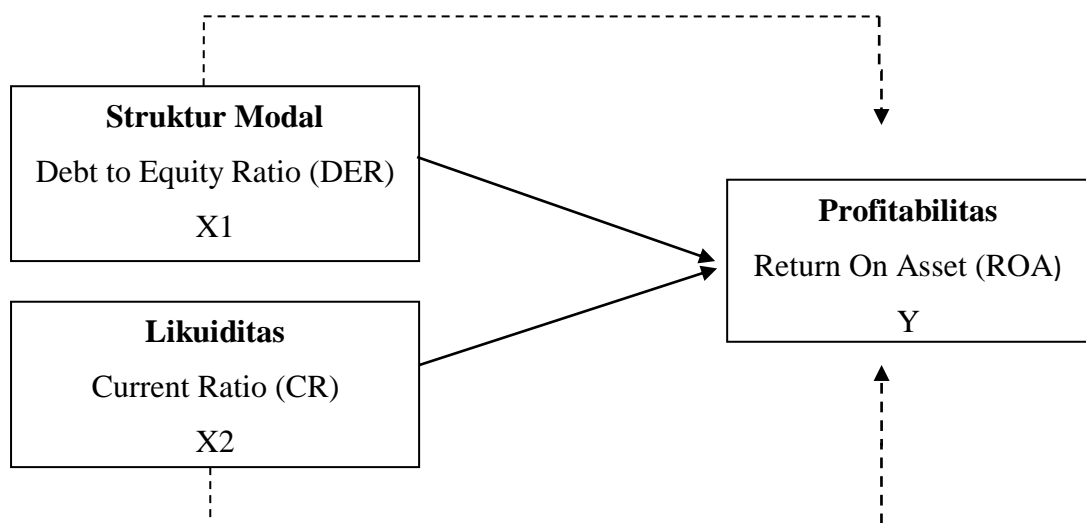 Struktur Modal
Debt to Equity Ratio (DER)
X1
Likuiditas
Current Ratio (CR)
X2
Profitabilitas
Return On Asset (ROA)
Y